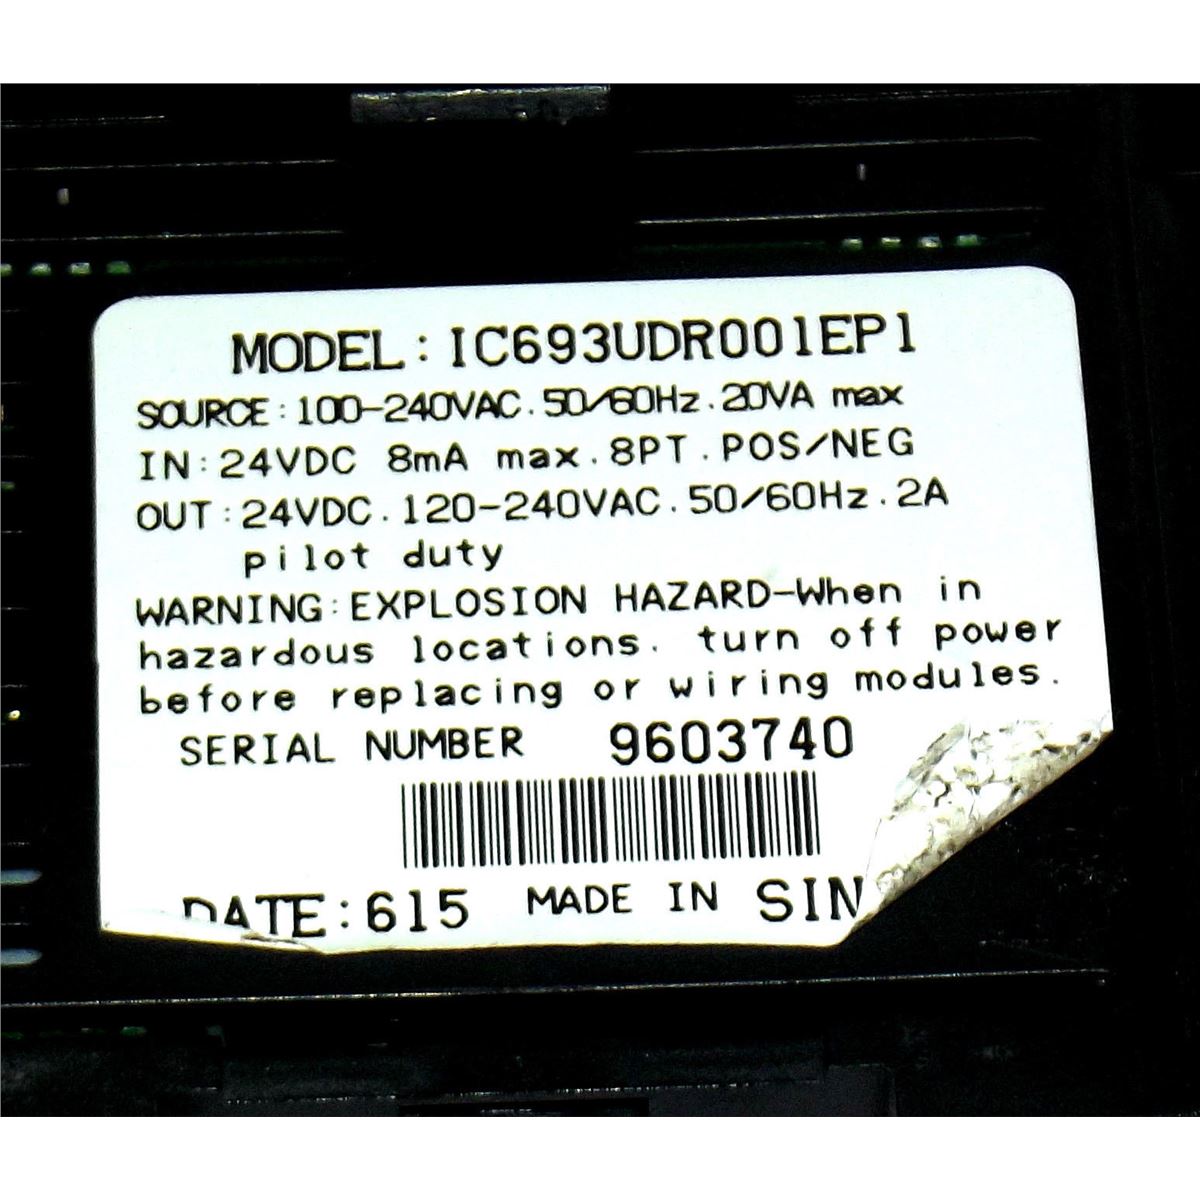 MODEL:IC693UDR001EP1
SOURCE:100-240VAC.50/60Hz.20VA max
IN:24VDC 8mA max.8PT.POS/NEG
OUT:24VDC.120-240VAC.50/60Hz.2A
pilot duty
WARNING:EXPLOSION HAZARD-When in
hazardous locations. turn off power
before replacing or wiring modules.
SERIAL NUMBER 9603740
DATE:615 MADE IN SIN